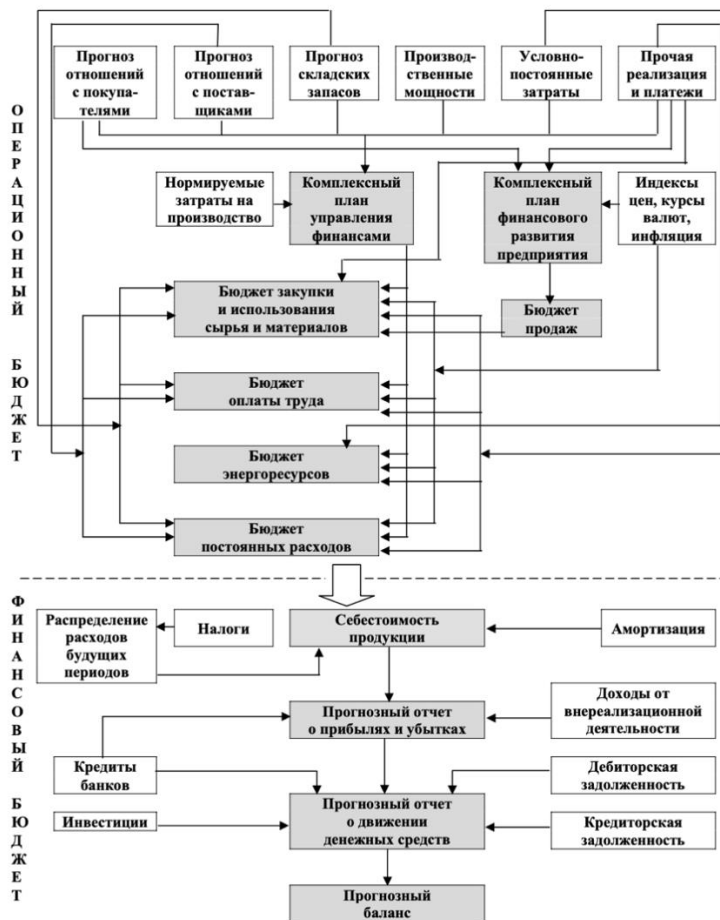 Прогноз
отношений
с покупа-
телями
Прогноз
отношений
с постав-
щиками
Прогноз
складских
запасов
Производ-
ственные
мощности
Условно-
постоянные
затраты
Прочая
реализация
и платежи
ОПЕРАЦИОННЫЙ БЮДЖЕТ
Нормируемые
затраты на
производство
Комплексный
план
управления
финансами
Комплексный
план
финансового
развития
предприятия
Индексы
цен, курсы
валют,
инфляция
Бюджет закупки
и использования
сырья и материалов
Бюджет
продаж
Бюджет
оплаты труда
Бюджет
энергоресурсов
Бюджет
постоянных расходов
ФИНАНСОВЫЙ БЮДЖЕТ
Распределение
расходов
будущих
периодов
Налоги
Себестоимость
продукции
Амортизация
Прогнозный отчет
о прибылях и убытках
Доходы от
внереализационной
деятельности
Кредиты
банков
Дебиторская
задолженность
Инвестиции
Прогнозный отчет
о движении
денежных средств
Кредиторская
задолженность
Прогнозный
баланс